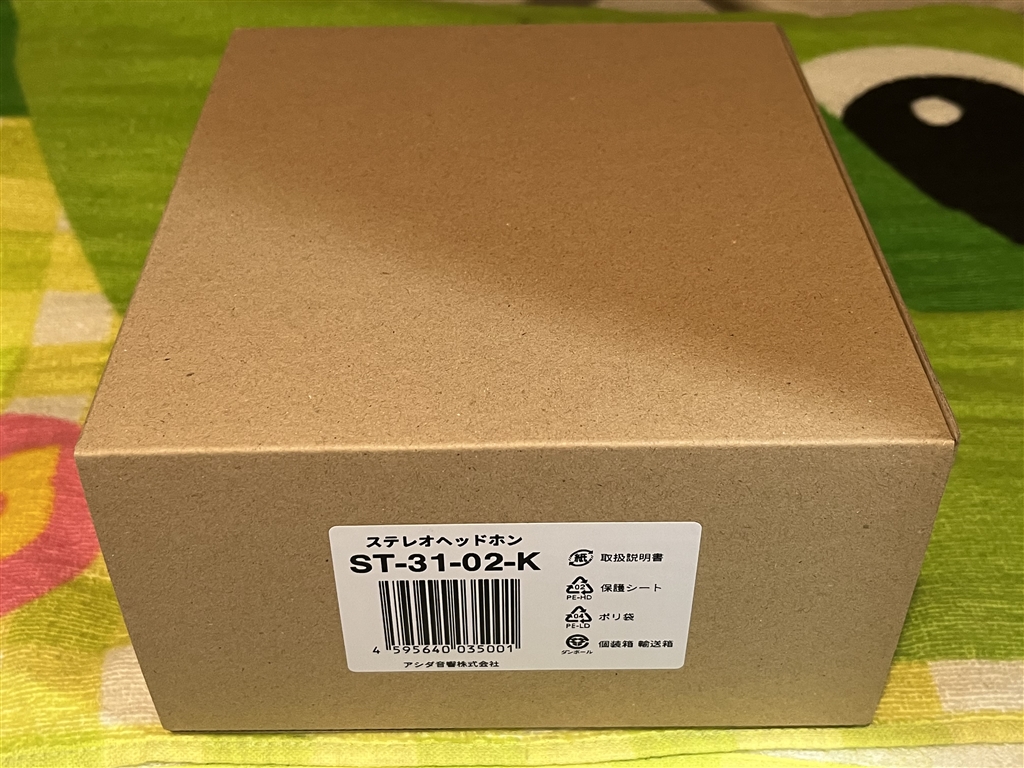 ステレオヘッドホン
ST-31-02-K
4 595640 035001
アシダ音響株式会社
紙 取扱説明書
02 PE-HD 保護シート
04 PE-LD ポリ袋
ダンボール 個装箱 輸送箱